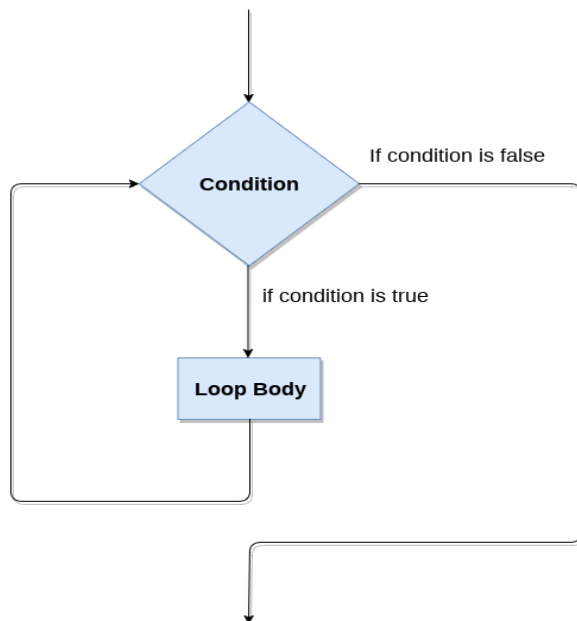 If condition is false
Condition
if condition is true
Loop Body